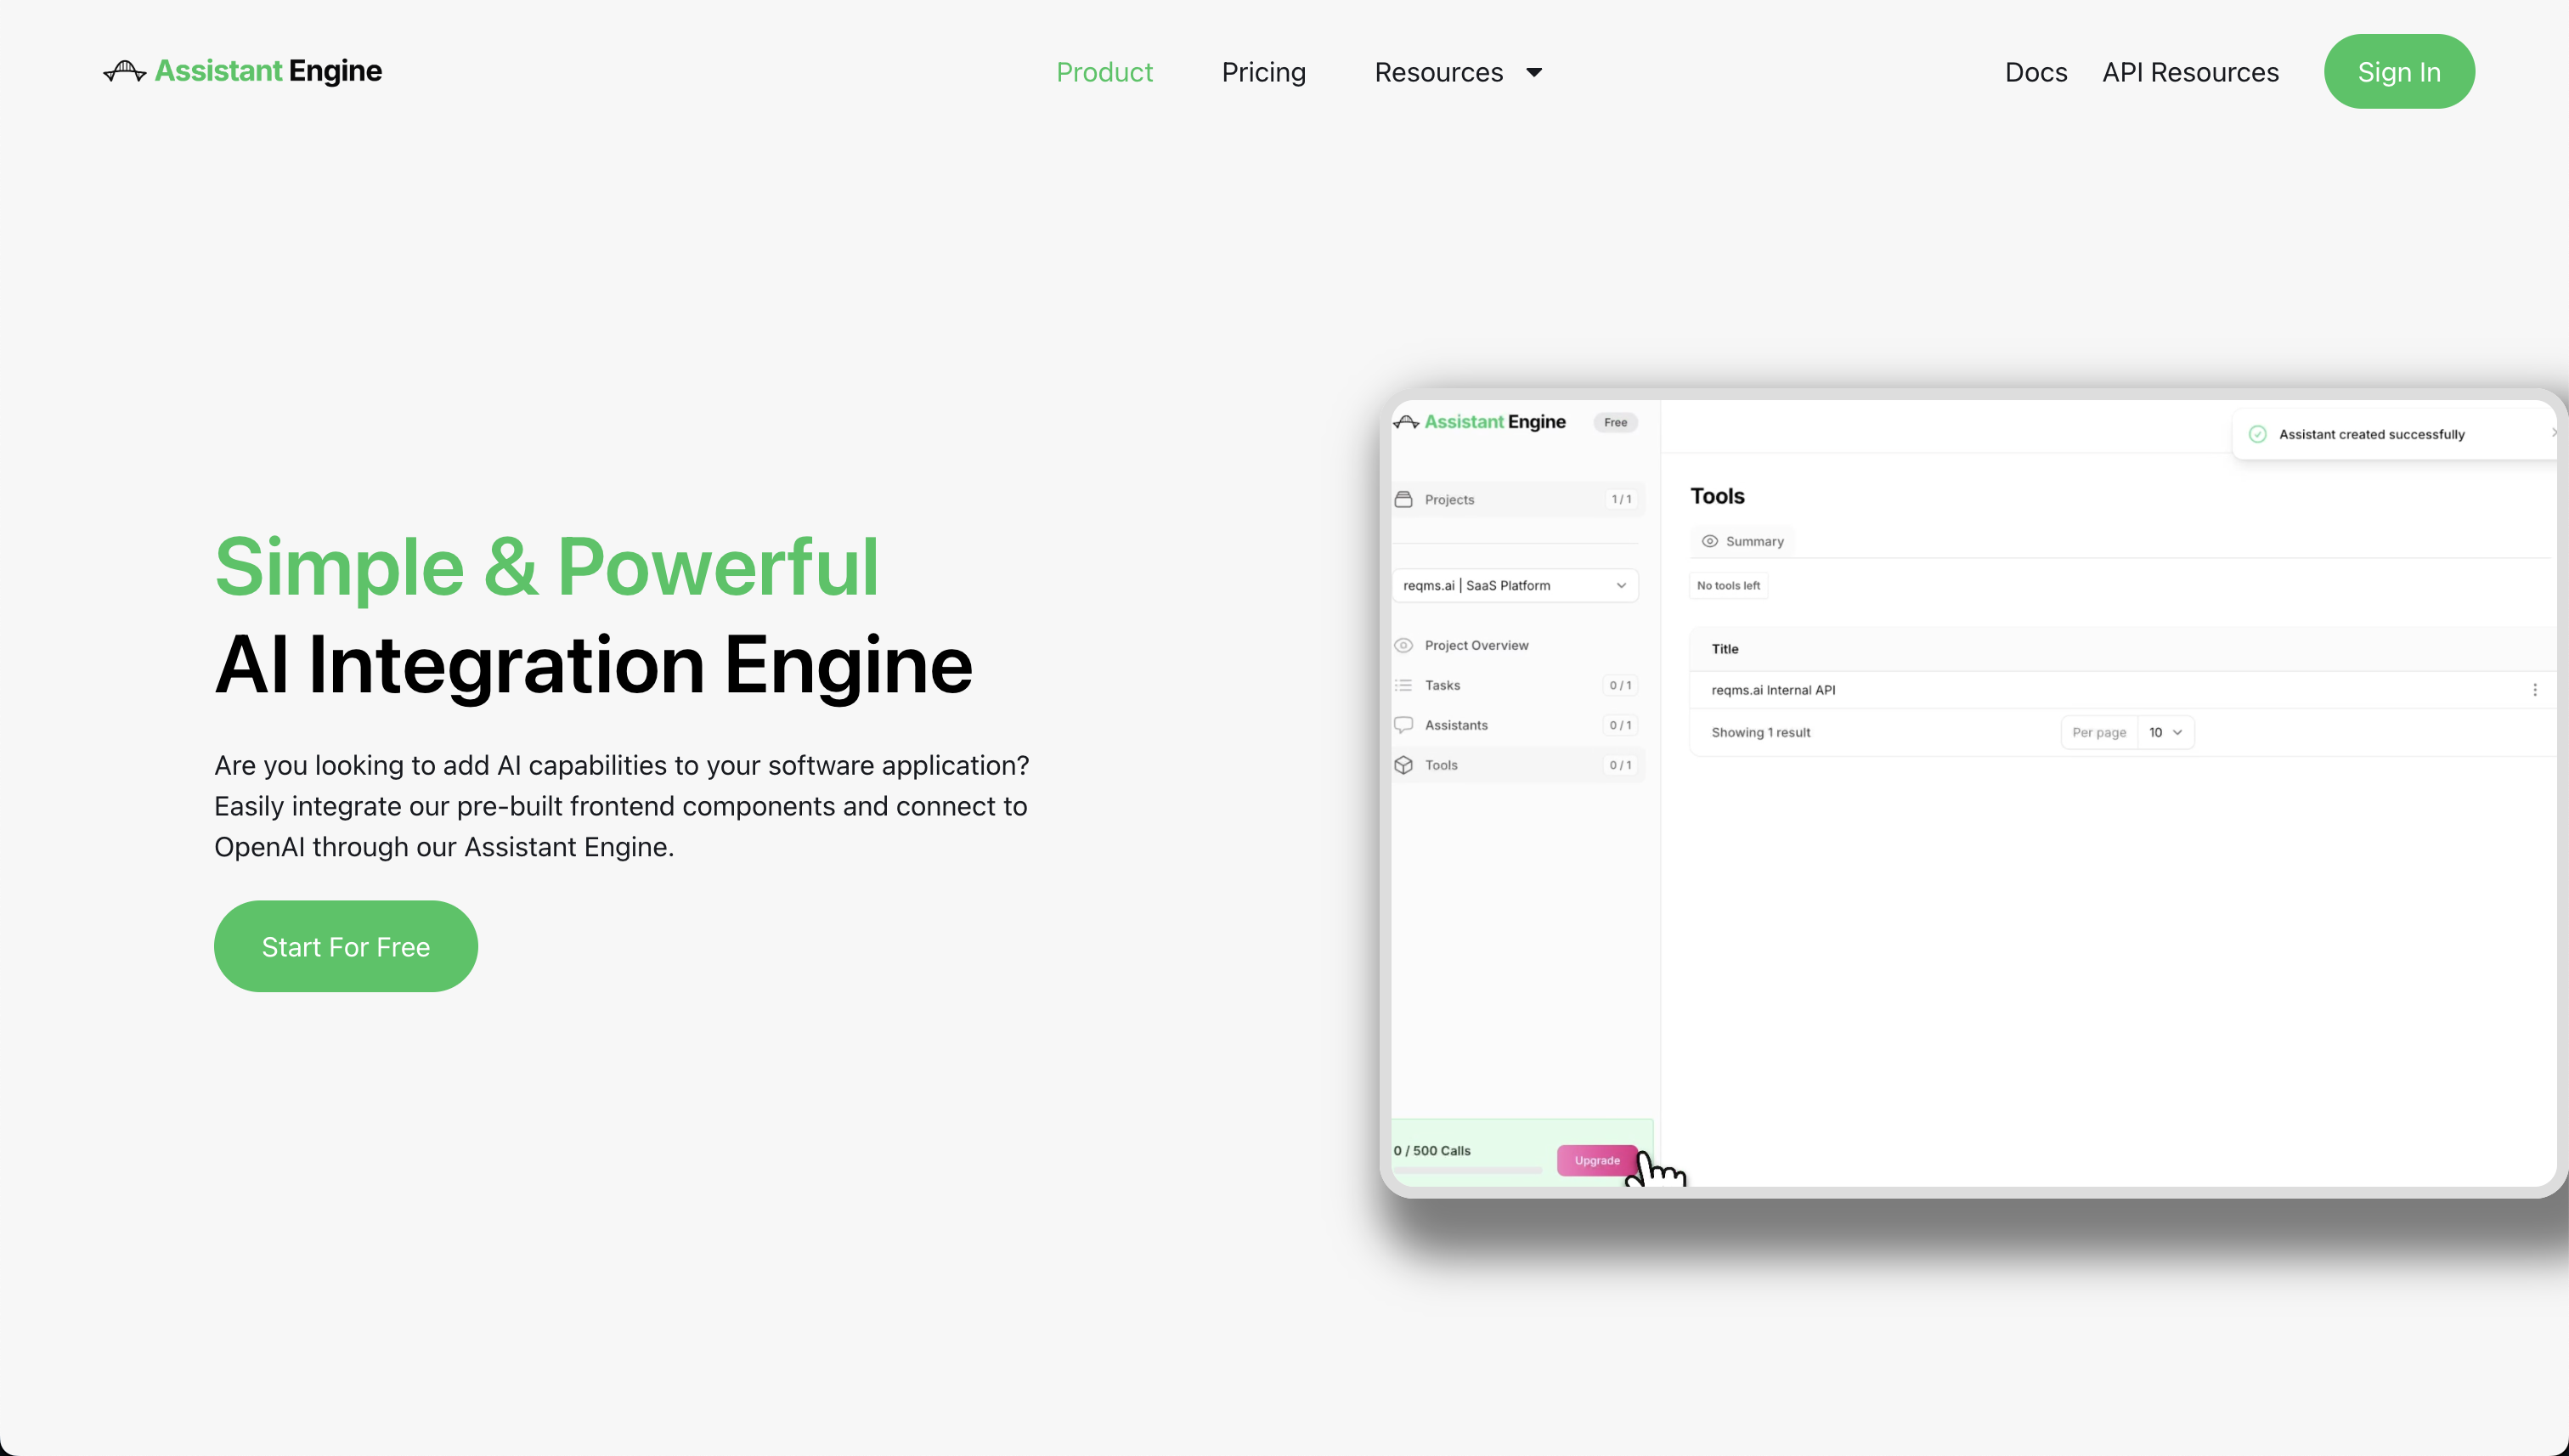 Assistant Engine
Product
Pricing
Resources
Docs
API Resources
Sign In
Simple & Powerful
AI Integration Engine
Are you looking to add AI capabilities to your software application?
Easily integrate our pre-built frontend components and connect to
OpenAI through our Assistant Engine.
Start For Free
Assistant Engine
Free
Projects
1 / 1
reqms.ai | SaaS Platform
Project Overview
Tasks
0 / 1
Assistants
0 / 1
Tools
0 / 1
0 / 500 Calls
Upgrade
Assistant created successfully
Tools
Summary
No tools left
Title
reqms.ai Internal API
Showing 1 result
Per page
10